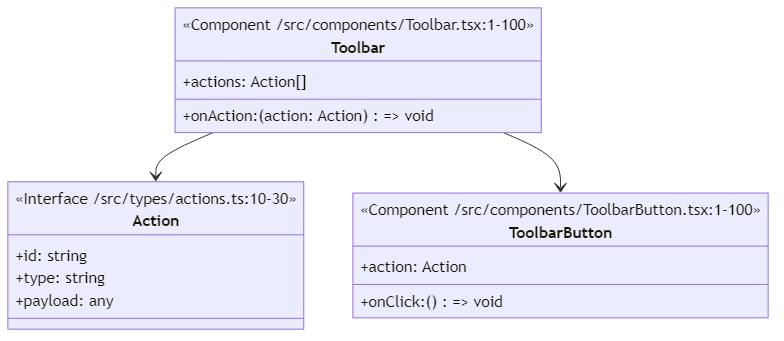 «Component /src/components/Toolbar.tsx:1-100»
Toolbar
+actions: Action[]
+onAction:(action: Action) : => void
«Interface /src/types/actions.ts:10-30»
Action
+id: string
+type: string
+payload: any
«Component /src/components/ToolbarButton.tsx:1-100»
ToolbarButton
+action: Action
+onClick:() : => void